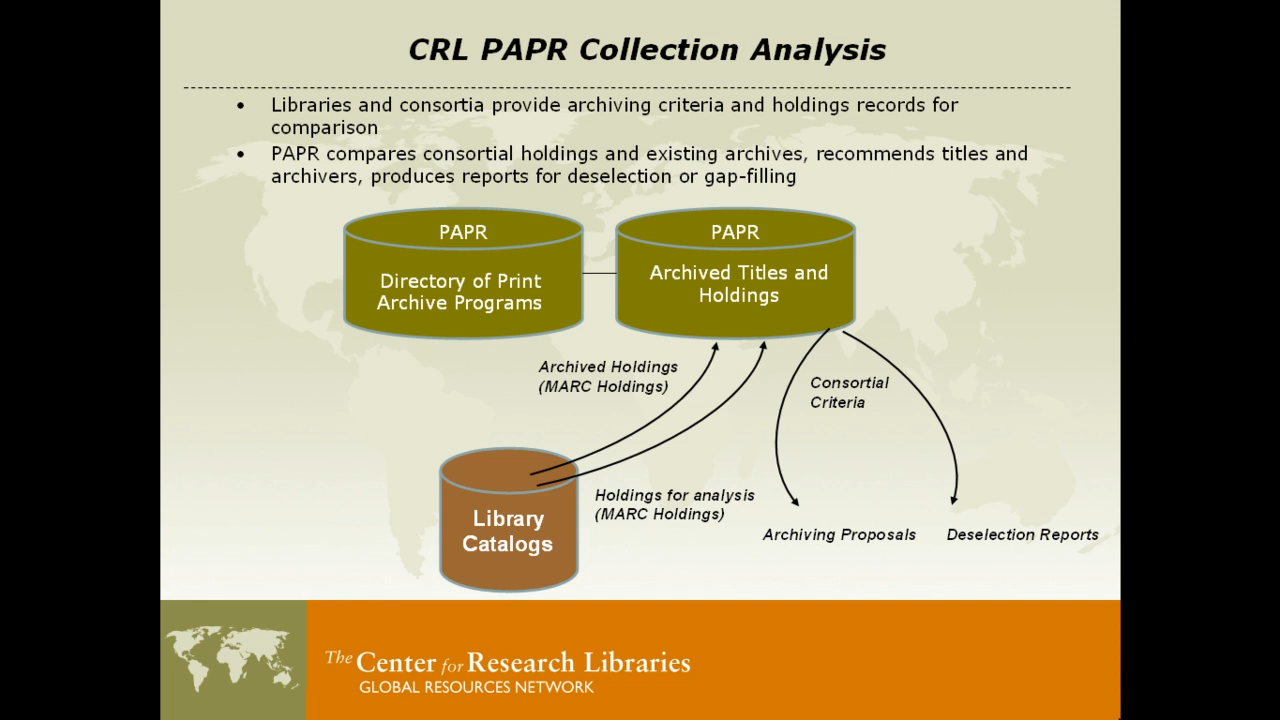 CRL PAPR Collection Analysis
• Libraries and consortia provide archiving criteria and holdings records for
comparison
• PAPR compares consortial holdings and existing archives, recommends titles and
archivers, produces reports for deselection or gap-filling
PAPR
Directory of Print
Archive Programs
PAPR
Archived Titles and
Holdings
Archived Holdings
(MARC Holdings)
Consortial
Criteria
Library
Catalogs
Holdings for analysis
(MARC Holdings)
Archiving Proposals
Deselection Reports
The Center for Research Libraries
GLOBAL RESOURCES NETWORK